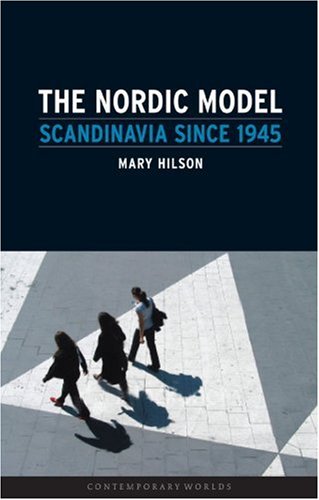 THE NORDIC MODEL
SCANDINAVIA SINCE 1945
MARY HILSON
CONTEMPORARY WORLDS